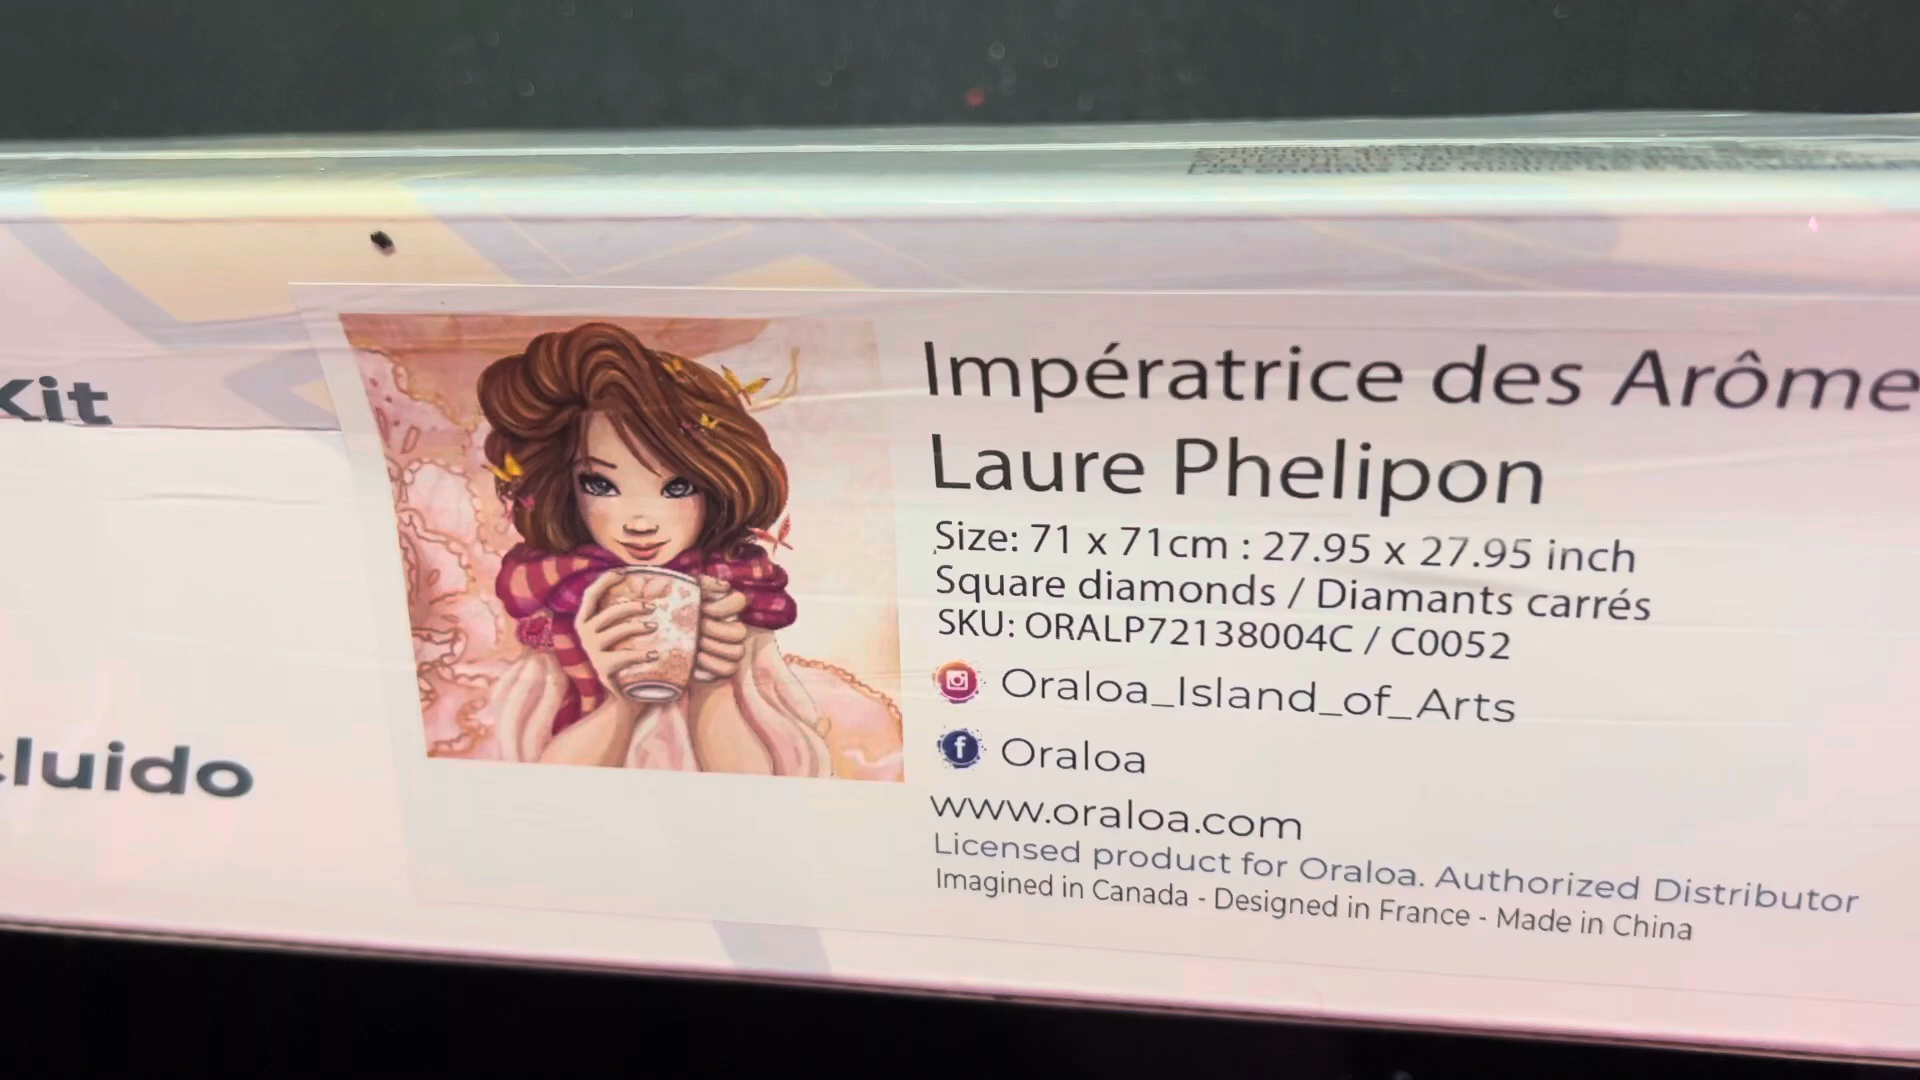 Kit
cluido
Impératrice des Arôme
Laure Phelipon
Size: 71 x 71cm : 27.95 x 27.95 inch
Square diamonds / Diamants carrés
SKU: ORALP72138004C / C0052
Oraloa_Island_of_Arts
Oraloa
www.oraloa.com
Licensed product for Oraloa. Authorized Distributor
Imagined in Canada - Designed in France - Made in China